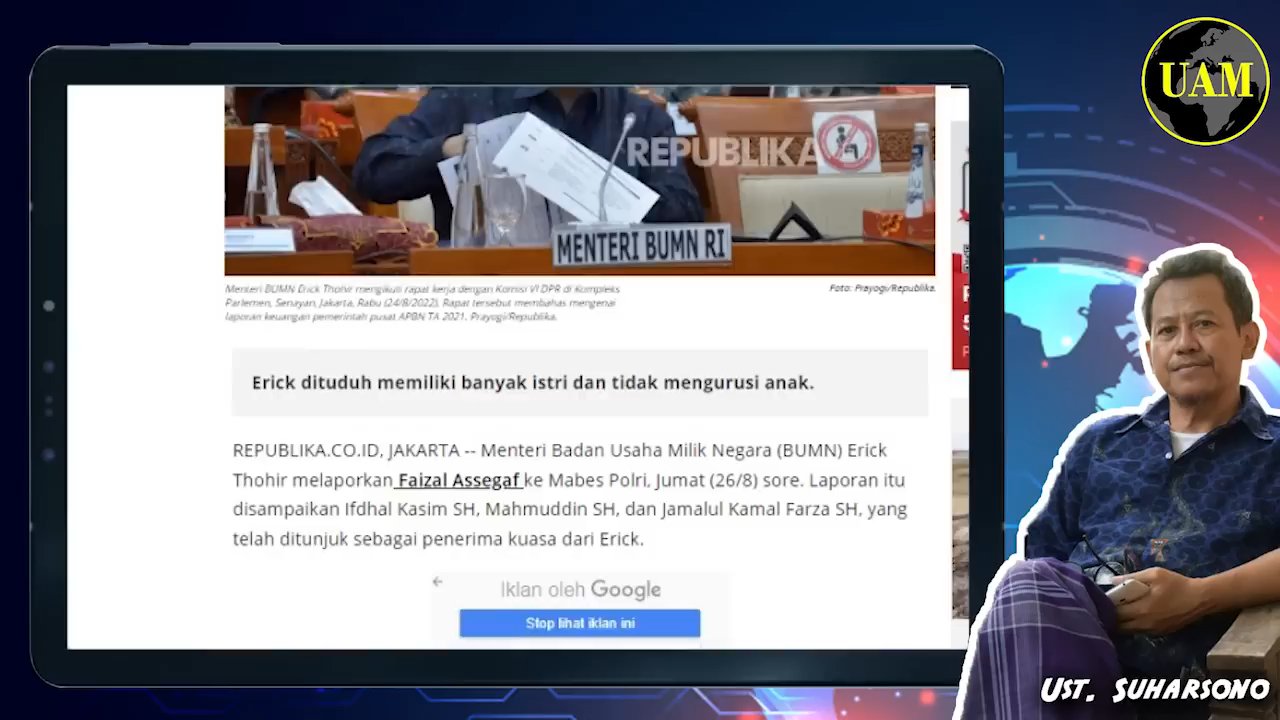 UAM
REPUBLIKA
MENTERI BUMN RI
Menteri BUMN Erick Thohir mengikuti rapat kerja dengan Komisi VI DPR di Kompleks
Parlemen, Senayan, Jakarta, Rabu (24/8/2022). Rapat tersebut membahas mengenai
laporan keuangan pemerintah pusat APBN TA 2021. Prayogi/Republika.
Foto: Prayogi/Republika.
Erick dituduh memiliki banyak istri dan tidak mengurusi anak.
REPUBLIKA.CO.ID, JAKARTA -- Menteri Badan Usaha Milik Negara (BUMN) Erick
Thohir melaporkan Faizal Assegaf ke Mabes Polri, Jumat (26/8) sore. Laporan itu
disampaikan Ifdhal Kasim SH, Mahmuddin SH, dan Jamalul Kamal Farza SH, yang
telah ditunjuk sebagai penerima kuasa dari Erick.
Iklan oleh Google
Stop lihat iklan ini
UST. SUHARSONO